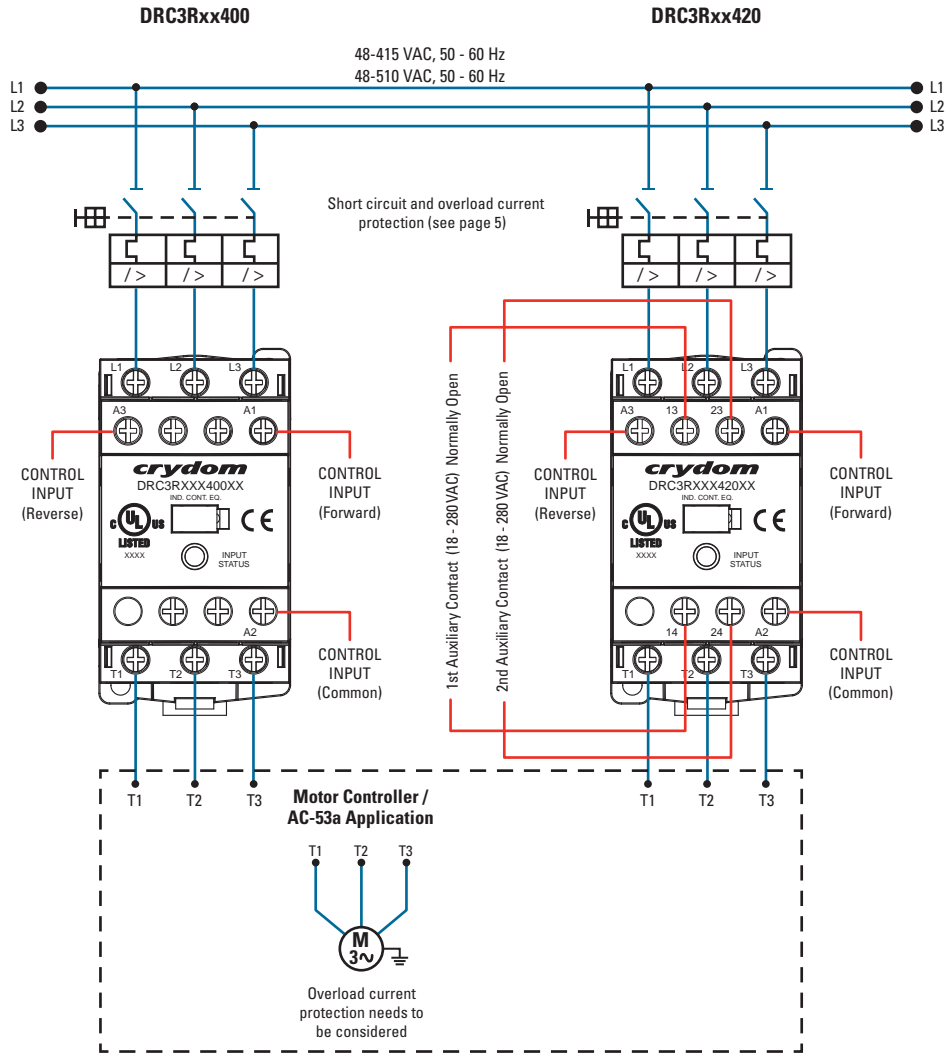 DRC3Rxx400
DRC3Rxx420
48-415 VAC, 50 - 60 Hz
48-510 VAC, 50 - 60 Hz
L1
L1
L2
L2
L3
L3
Short circuit and overload current
protection (see page 5)
/ >
/ >
/ >
/ >
/ >
/ >
L1
L2
L3
A3
A1
CONTROL
INPUT
(Reverse)
crydom
DRC3RXXX400XX
IND. CONT. EQ.
C
UL
US
LISTED
XXXX
CE
INPUT
STATUS
CONTROL
INPUT
(Forward)
A2
CONTROL
INPUT
(Common)
T1
T2
T3
1st Auxiliary Contact (18 - 280 VAC) Normally Open
2nd Auxiliary Contact (18 - 280 VAC) Normally Open
L1
L2
L3
A3
13
23
A1
CONTROL
INPUT
(Reverse)
crydom
DRC3RXXX420XX
IND. CONT. EQ.
C
UL
US
LISTED
XXXX
CE
INPUT
STATUS
CONTROL
INPUT
(Forward)
14
24
A2
CONTROL
INPUT
(Common)
T1
T2
T3
T1
T2
T3
T1
T2
T3
Motor Controller /
AC-53a Application
T1
T2
T3
M
3~
Overload current
protection needs to
be considered